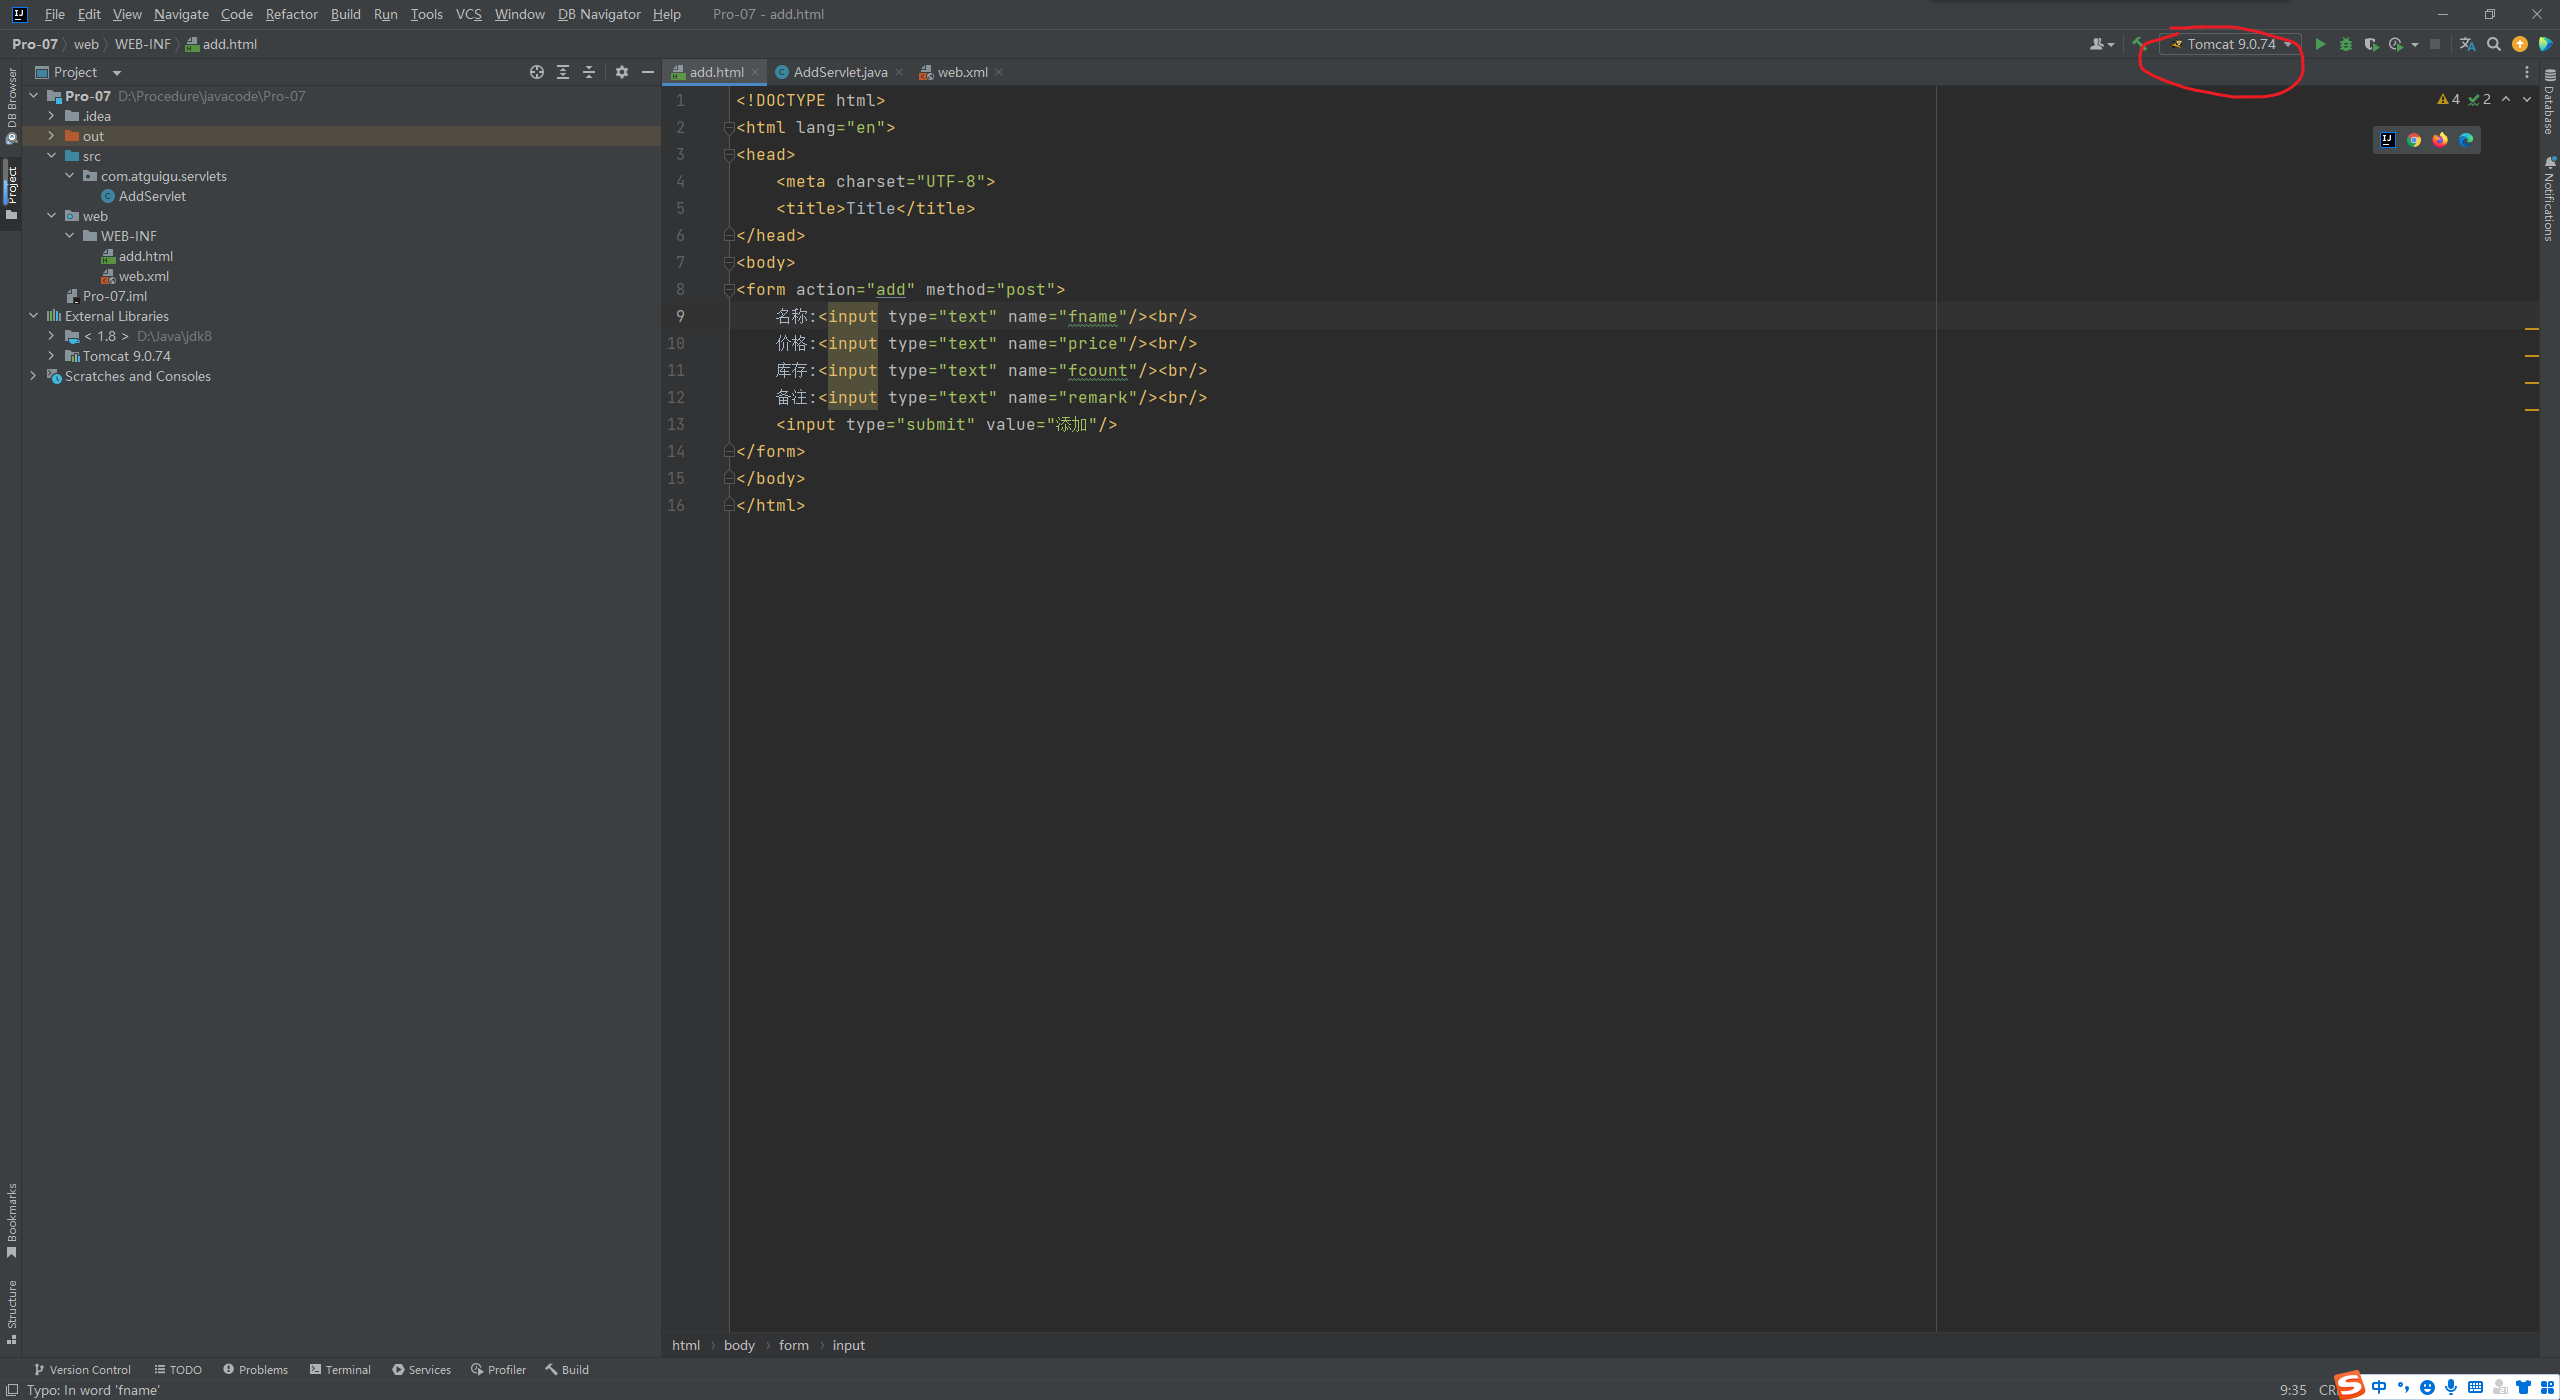 File Edit View Navigate Code Refactor Build Run Tools VCS Window DB Navigator Help Pro-07 - add.html
Pro-07 web WEB-INF add.html
Tomcat 9.0.74
Project
add.html
AddServlet.java
web.xml
DB Browser
Project
Bookmarks
Structure
Pro-07 D:\Procedure\javacode\Pro-07
.idea
out
src
com.atguigu.servlets
AddServlet
web
WEB-INF
add.html
web.xml
Pro-07.iml
External Libraries
< 1.8 > D:\Java\jdk8
Tomcat 9.0.74
Scratches and Consoles
1 <!DOCTYPE html>
2 <html lang="en">
3 <head>
4 <meta charset="UTF-8">
5 <title>Title</title>
6 </head>
7 <body>
8 <form action="add" method="post">
9 名称:<input type="text" name="fname"/><br/>
10 价格:<input type="text" name="price"/><br/>
11 库存:<input type="text" name="fcount"/><br/>
12 备注:<input type="text" name="remark"/><br/>
13 <input type="submit" value="添加"/>
14 </form>
15 </body>
16 </html>
4 2
Database
Notifications
html body form input
Version Control TODO Problems Terminal Services Profiler Build
Typo: In word 'fname'
9:35 CR
中